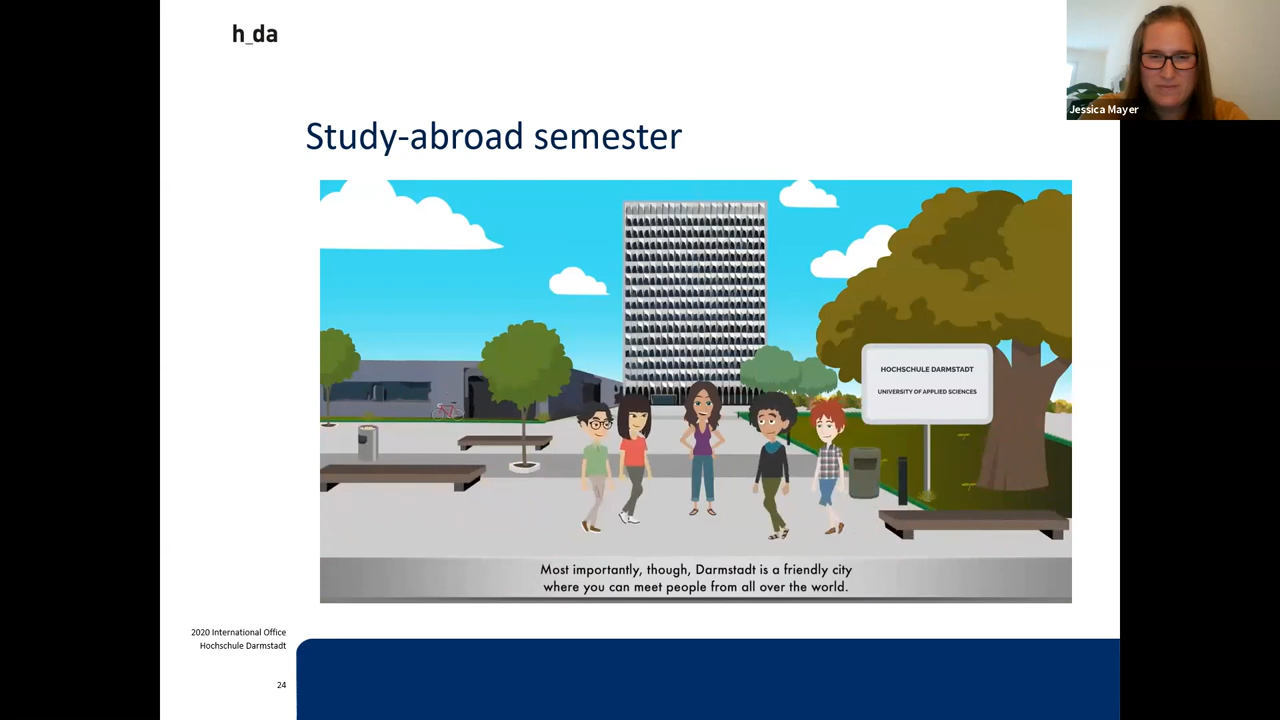 h_da
Jessica Mayer
Study-abroad semester
HOCHSCHULE DARMSTADT
UNIVERSITY OF APPLIED SCIENCES
Most importantly, though, Darmstadt is a friendly city
where you can meet people from all over the world.
2020 International Office
Hochschule Darmstadt
24